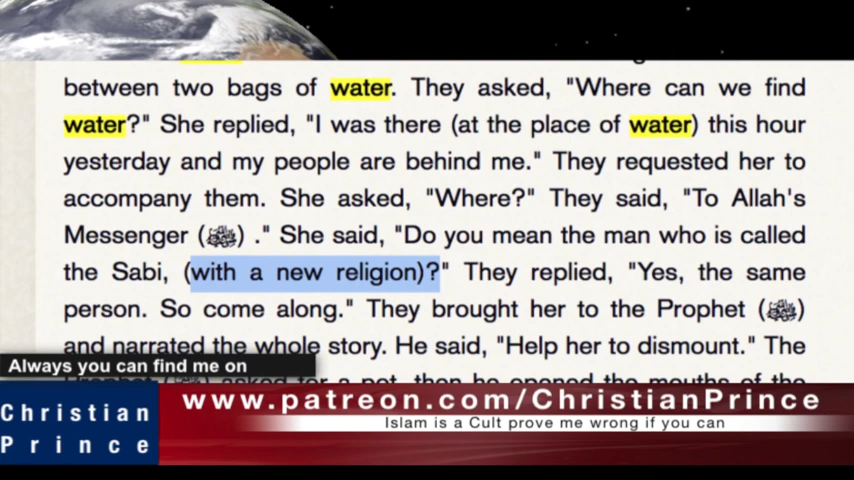 between two bags of water. They asked, "Where can we find
water?" She replied, "I was there (at the place of water) this hour
yesterday and my people are behind me." They requested her to
accompany them. She asked, "Where?" They said, "To Allah's
Messenger (ﷺ) ." She said, "Do you mean the man who is called
the Sabi, (with a new religion)?" They replied, "Yes, the same
person. So come along." They brought her to the Prophet (ﷺ)
and narrated the whole story. He said, "Help her to dismount." The
Always you can find me on
Christian
Prince
www.patreon.com/ChristianPrince
Islam is a Cult prove me wrong if you can